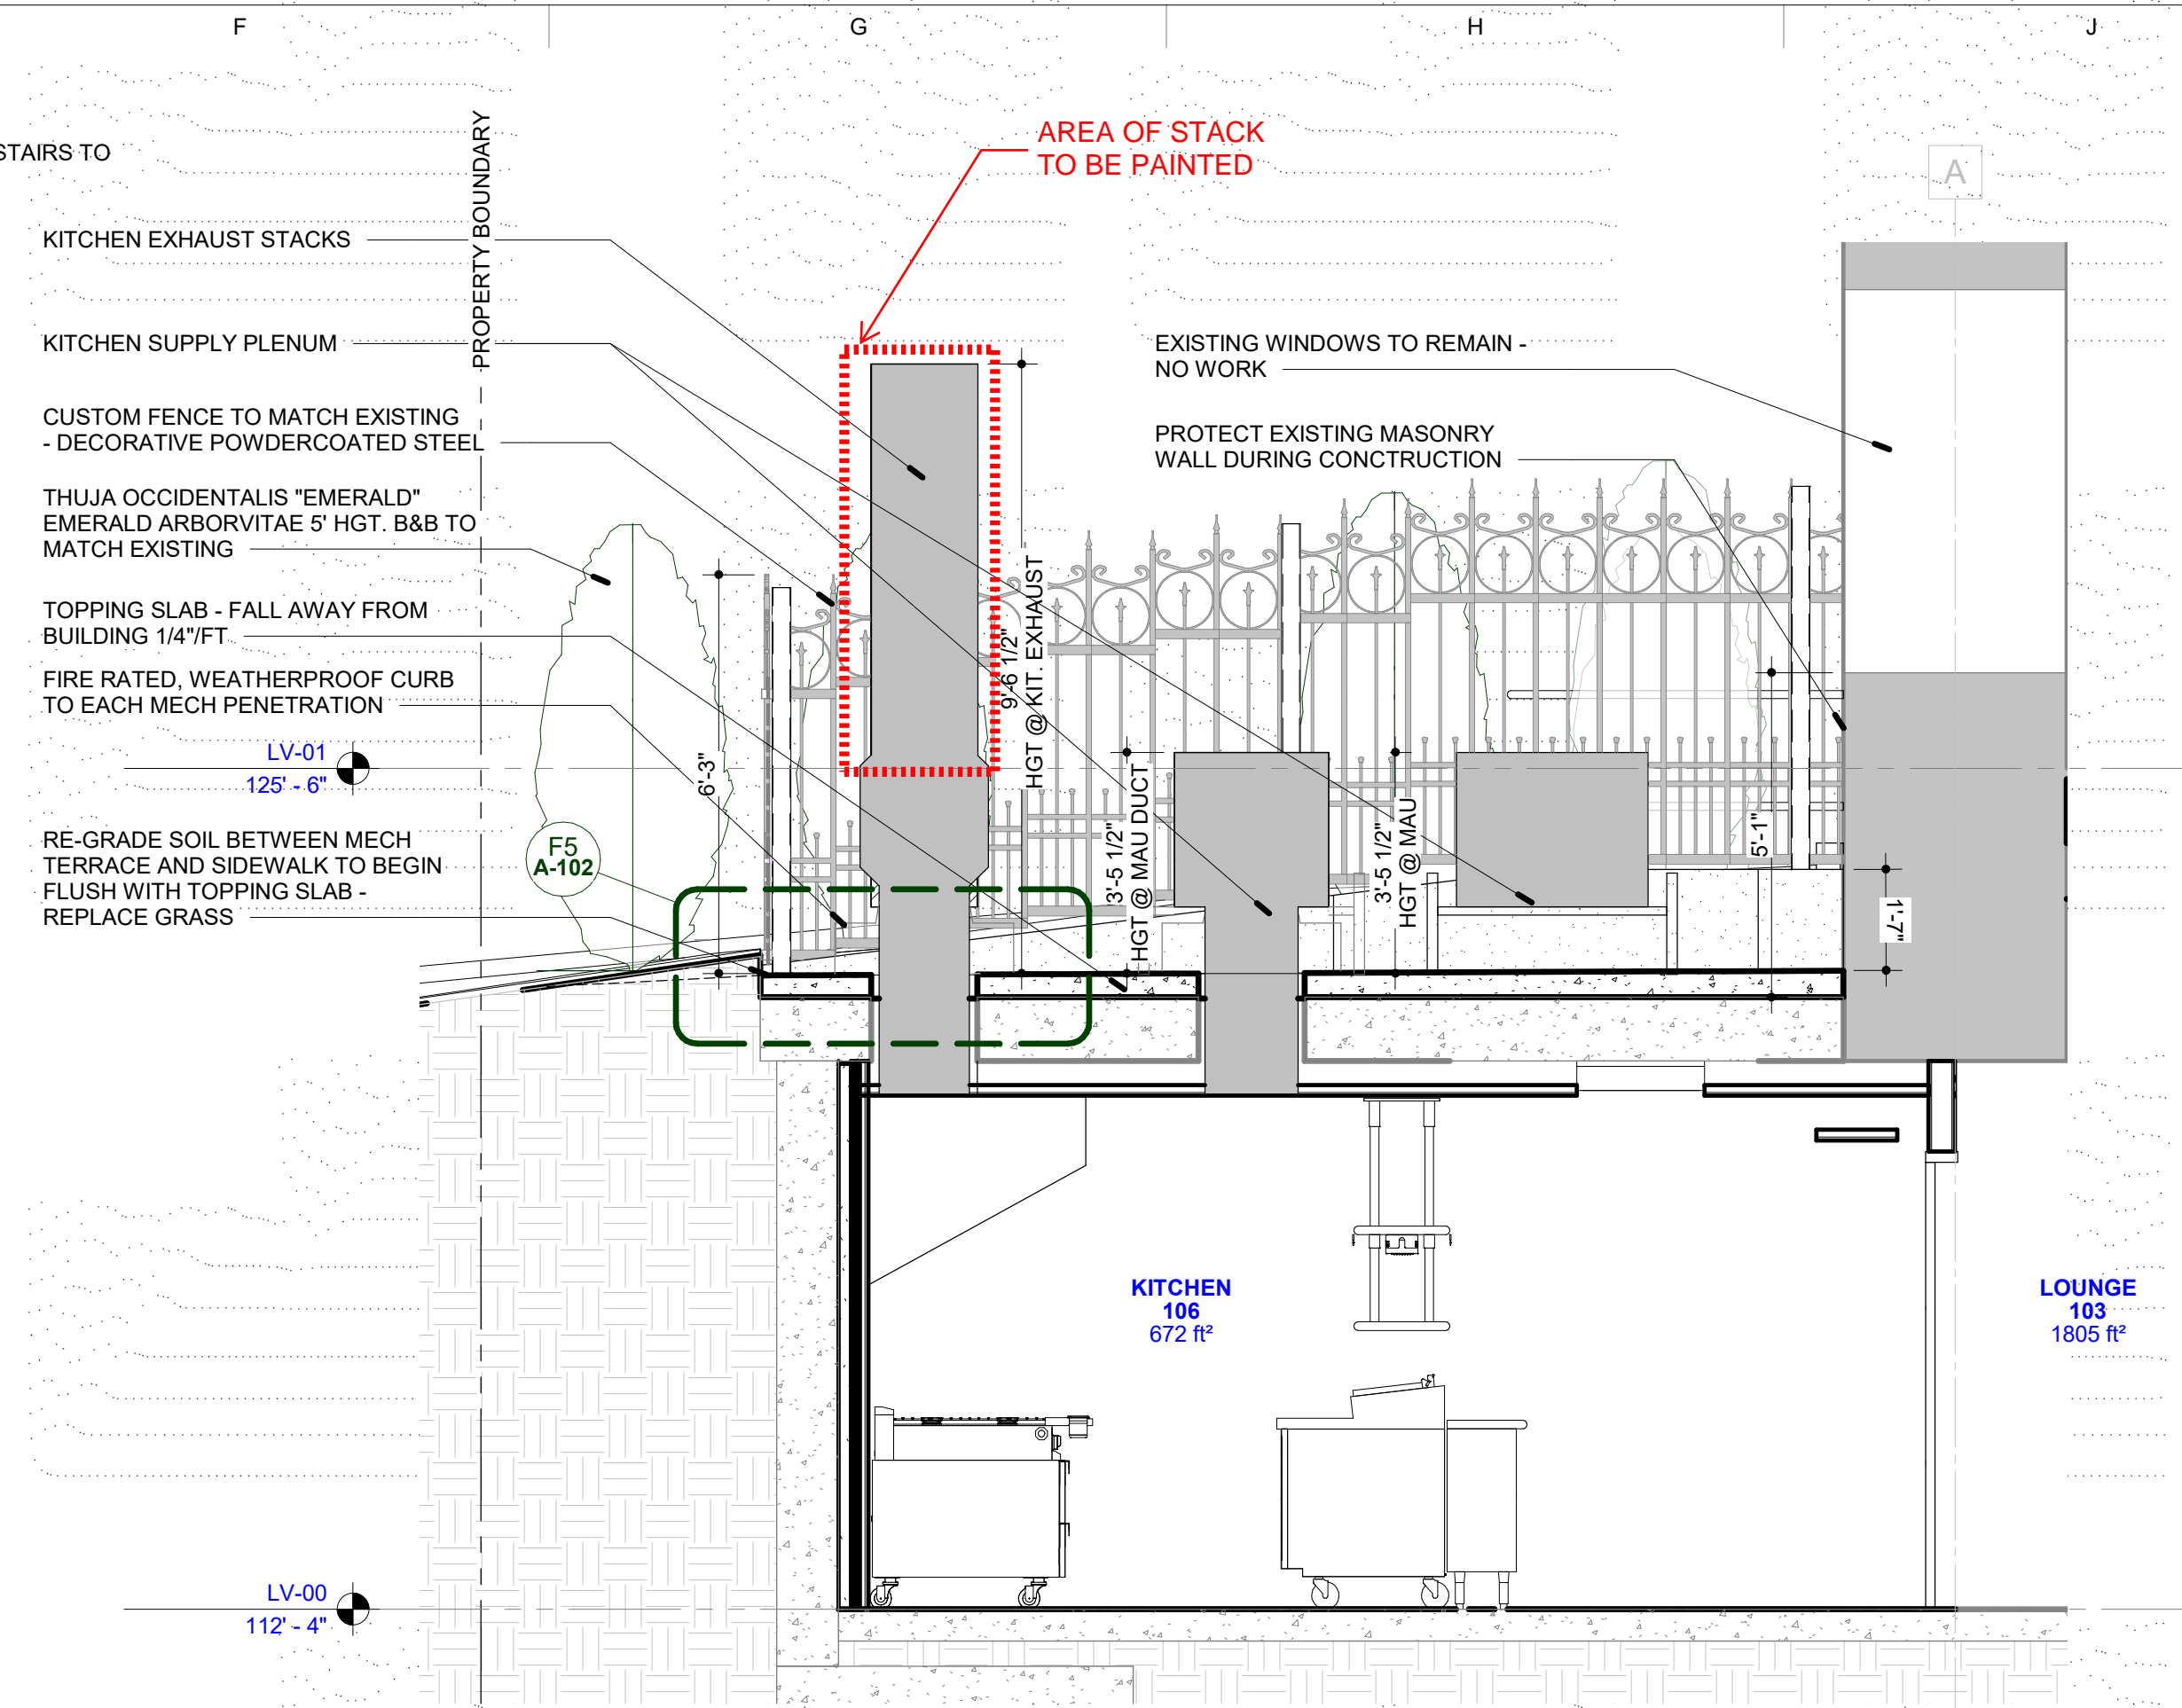 F
G
H
J
STAIRS TO
PROPERTY BOUNDARY
AREA OF STACK
TO BE PAINTED
A
KITCHEN EXHAUST STACKS
KITCHEN SUPPLY PLENUM
EXISTING WINDOWS TO REMAIN -
NO WORK
CUSTOM FENCE TO MATCH EXISTING
- DECORATIVE POWDERCOATED STEEL
PROTECT EXISTING MASONRY
WALL DURING CONCTRUCTION
THUJA OCCIDENTALIS "EMERALD"
EMERALD ARBORVITAE 5' HGT. B&B TO
MATCH EXISTING
TOPPING SLAB - FALL AWAY FROM
BUILDING 1/4"/FT
FIRE RATED, WEATHERPROOF CURB
TO EACH MECH PENETRATION
9'-6 1/2"
HGT @ KIT. EXHAUST
LV-01
125' - 6"
6'-3"
3'-5 1/2"
HGT @ MAU DUCT
3'-5 1/2"
HGT @ MAU
5'-1"
1'-7"
RE-GRADE SOIL BETWEEN MECH
TERRACE AND SIDEWALK TO BEGIN
FLUSH WITH TOPPING SLAB -
REPLACE GRASS
F5
A-102
KITCHEN
106
672 ft²
LOUNGE
103
1805 ft²
LV-00
112' - 4"